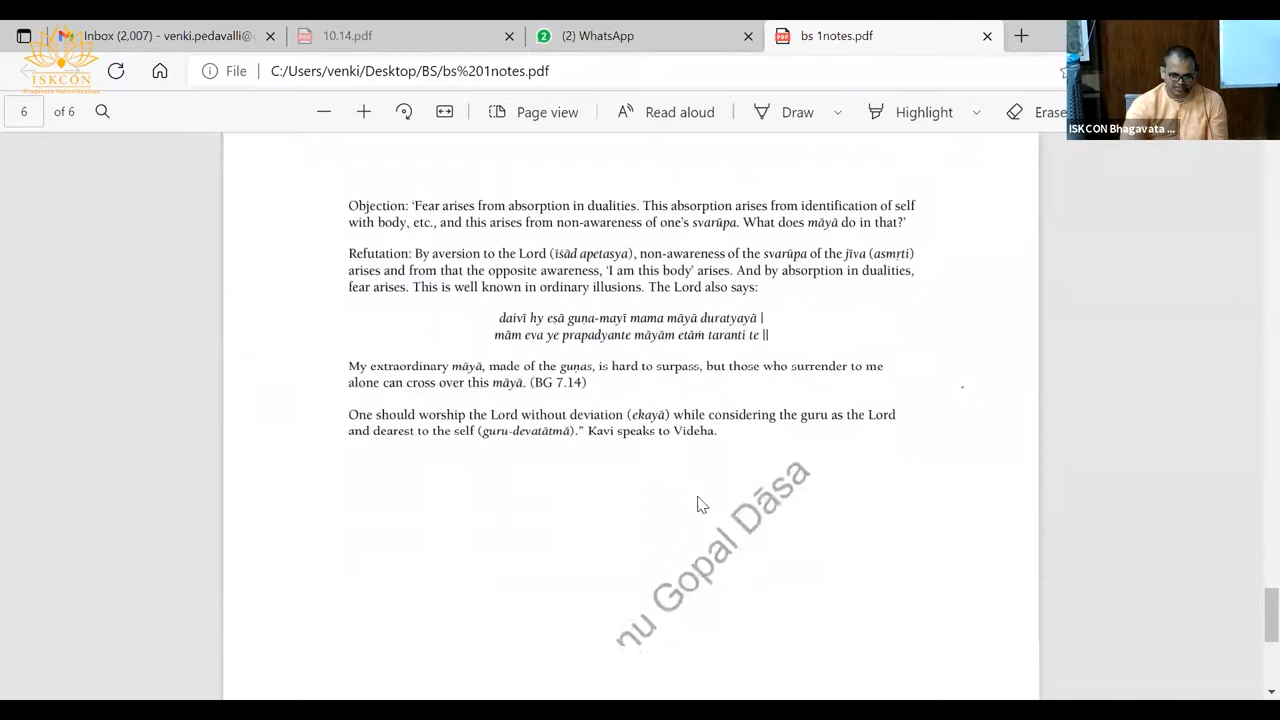 Inbox (2,007) - venki.pedavalli@
10.14.pdf
(2) WhatsApp
bs 1notes.pdf
ISKCON
Bhagavata mahavidyalaya
File
C:/Users/venki/Desktop/BS/bs%201notes.pdf
6 of 6
Page view
Read aloud
Draw
Highlight
Erase
ISKCON Bhagavata ...
Objection: ‘Fear arises from absorption in dualities. This absorption arises from identification of self
with body, etc., and this arises from non-awareness of one’s svarūpa. What does māyā do in that?’
Refutation: By aversion to the Lord (īśād apetasya), non-awareness of the svarūpa of the jīva (asmṛti)
arises and from that the opposite awareness, ‘I am this body’ arises. And by absorption in dualities,
fear arises. This is well known in ordinary illusions. The Lord also says:
daivī hy eṣā guṇa-mayī mama māyā duratyayā |
mām eva ye prapadyante māyām etāṁ taranti te ||
My extraordinary māyā, made of the guṇas, is hard to surpass, but those who surrender to me
alone can cross over this māyā. (BG 7.14)
One should worship the Lord without deviation (ekayā) while considering the guru as the Lord
and dearest to the self (guru-devatātmā).” Kavi speaks to Videha.
nu Gopal Dāsa